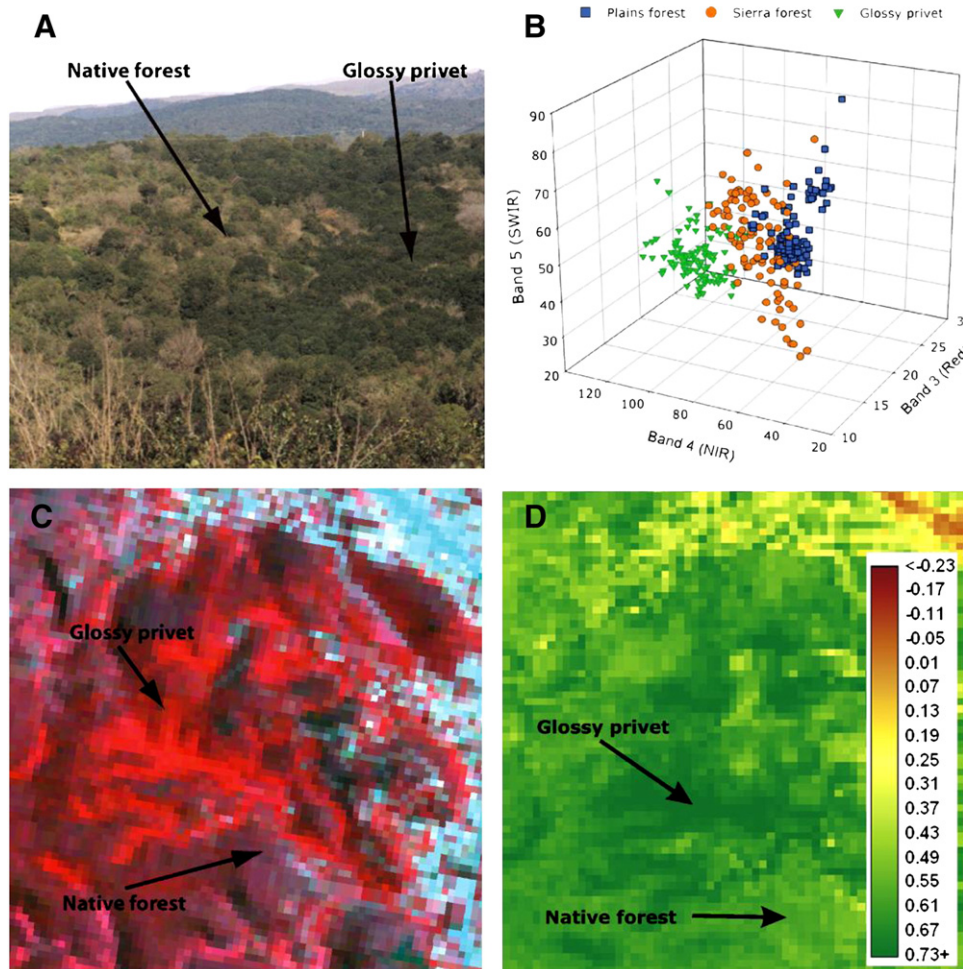 A
Native forest
Glossy privet
B
Plains forest Sierra forest Glossy privet
90
80
70
60
50
40
30
20
Band 5 (SWIR)
120
100
80
60
40
20
Band 4 (NIR)
10
15
20
25
3
Band 3 (Red
C
Glossy privet
Native forest
D
Glossy privet
Native forest
<-0.23
-0.17
-0.11
-0.05
0.01
0.07
0.13
0.19
0.25
0.31
0.37
0.43
0.49
0.55
0.61
0.67
0.73+